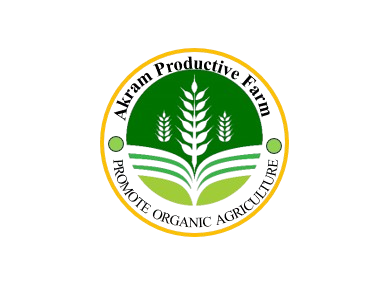 Akram Productive Farm
PROMOTE ORGANIC AGRICULTURE